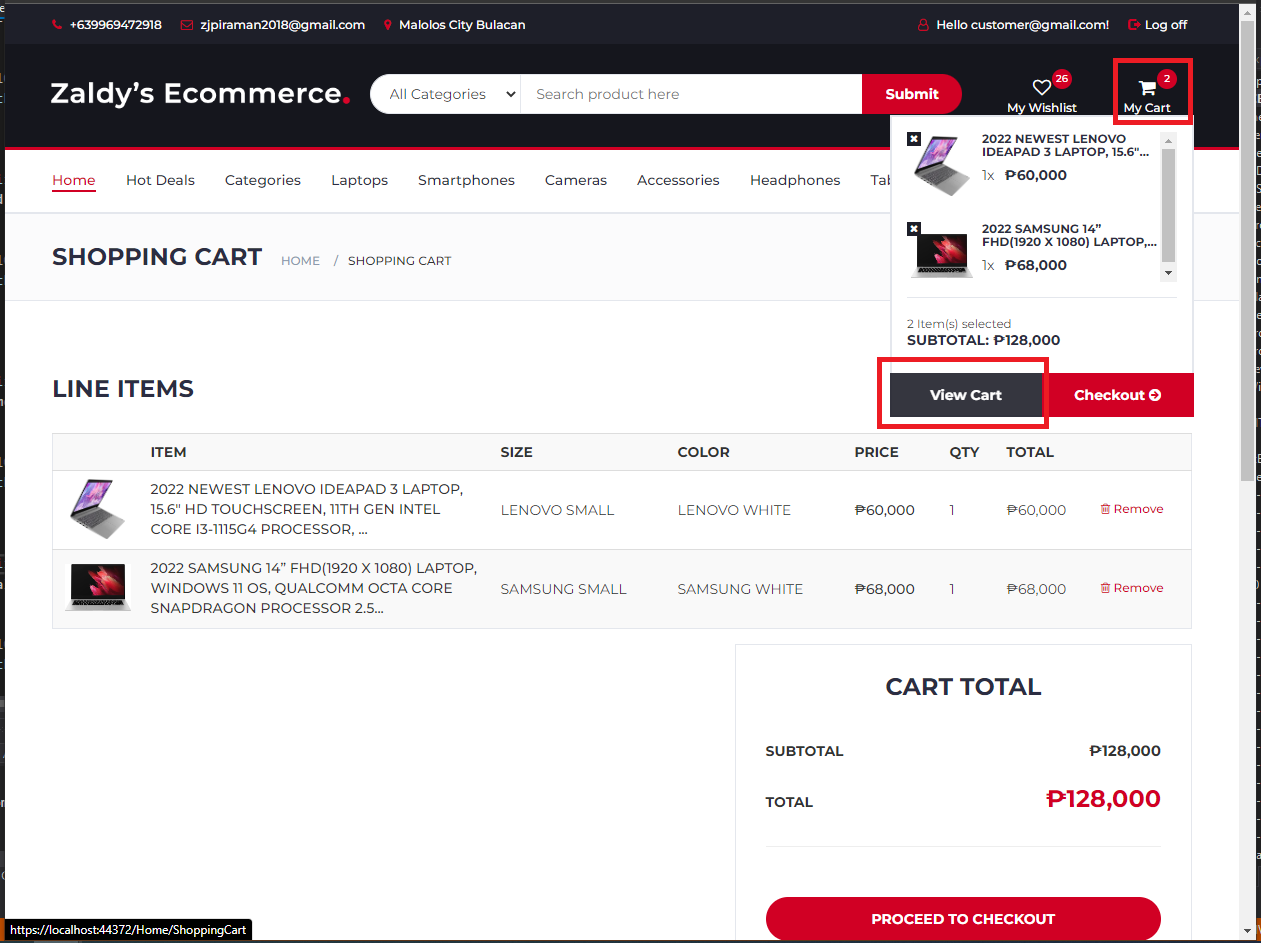 +639969472918 zjpiraman2018@gmail.com Malolos City Bulacan Hello customer@gmail.com! Log off
Zaldy’s Ecommerce. All Categories Search product here Submit
26
My Wishlist
2
My Cart
Home Hot Deals Categories Laptops Smartphones Cameras Accessories Headphones Tab
2022 NEWEST LENOVO
IDEAPAD 3 LAPTOP, 15.6"...
1x ₱60,000
2022 SAMSUNG 14”
FHD(1920 X 1080) LAPTOP,...
1x ₱68,000
2 Item(s) selected
SUBTOTAL: ₱128,000
View Cart Checkout
SHOPPING CART HOME / SHOPPING CART
LINE ITEMS
ITEM SIZE COLOR PRICE QTY TOTAL
2022 NEWEST LENOVO IDEAPAD 3 LAPTOP,
15.6" HD TOUCHSCREEN, 11TH GEN INTEL
CORE I3-1115G4 PROCESSOR, ...
LENOVO SMALL LENOVO WHITE ₱60,000 1 ₱60,000 Remove
2022 SAMSUNG 14” FHD(1920 X 1080) LAPTOP,
WINDOWS 11 OS, QUALCOMM OCTA CORE
SNAPDRAGON PROCESSOR 2.5...
SAMSUNG SMALL SAMSUNG WHITE ₱68,000 1 ₱68,000 Remove
CART TOTAL
SUBTOTAL ₱128,000
TOTAL ₱128,000
PROCEED TO CHECKOUT
https://localhost:44372/Home/ShoppingCart